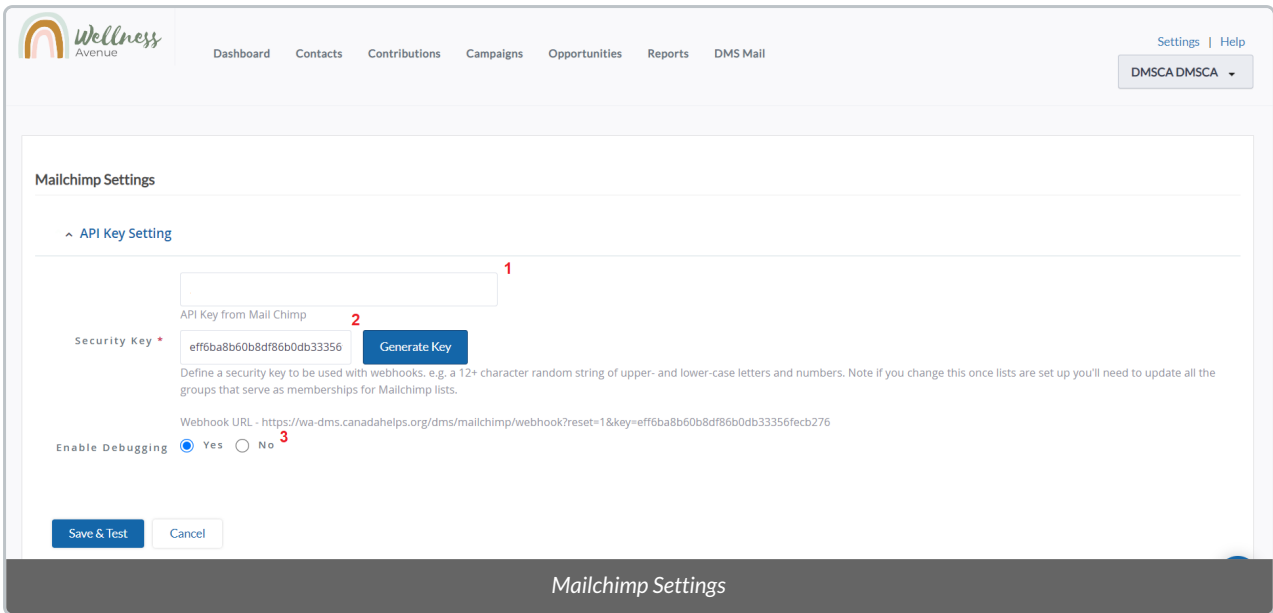 Wellness
Avenue
Dashboard Contacts Contributions Campaigns Opportunities Reports DMS Mail
Settings | Help
DMSCA DMSCA
Mailchimp Settings
API Key Setting
1
API Key from Mail Chimp
2
Security Key * eff6ba8b60b8df86b0db33356 Generate Key
Define a security key to be used with webhooks. e.g. a 12+ character random string of upper- and lower-case letters and numbers. Note if you change this once lists are set up you'll need to update all the
groups that serve as memberships for Mailchimp lists.
Webhook URL - https://wa-dms.canadahelps.org/dms/mailchimp/webhook?reset=1&key=eff6ba8b60b8df86b0db33356fecb276
Enable Debugging Yes No 3
Save & Test Cancel
Mailchimp Settings